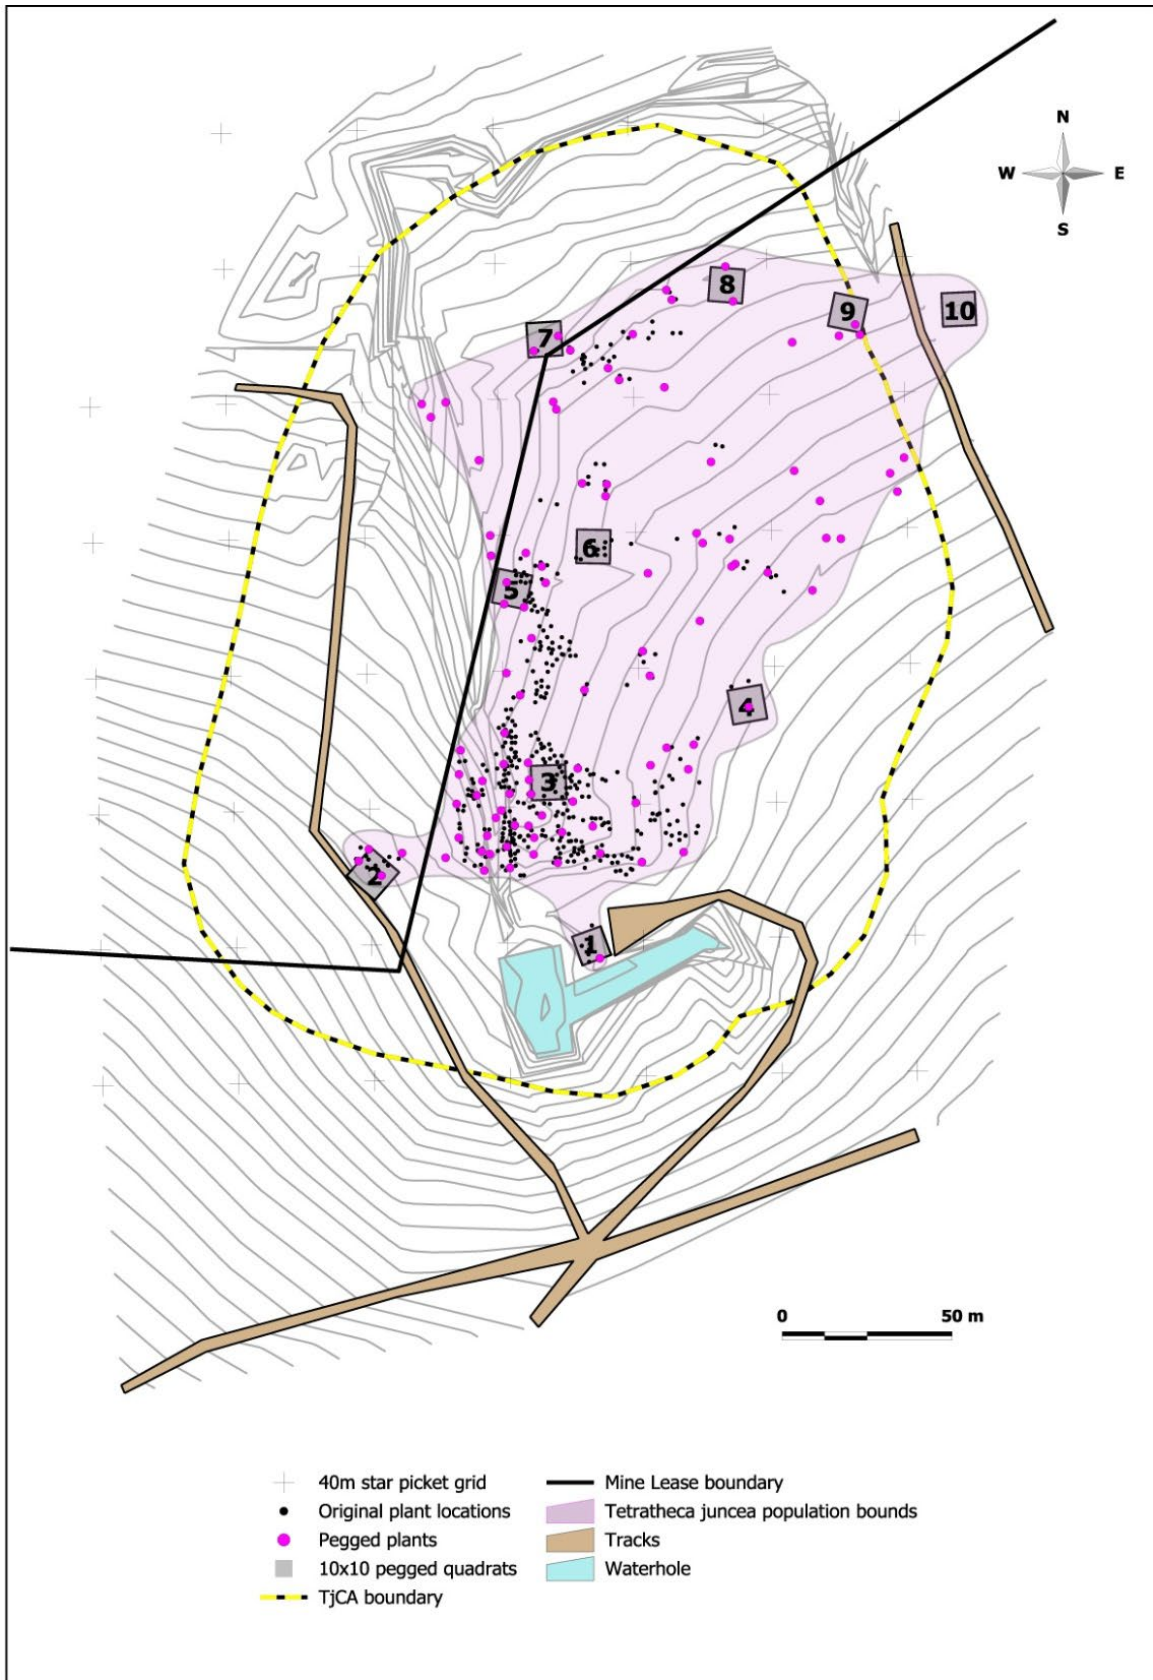 N
W E
S
8
9
10
7
6
5
4
3
2
1
0 50 m
40m star picket grid
Original plant locations
Pegged plants
10x10 pegged quadrats
TjCA boundary
Mine Lease boundary
Tetratheca juncea population bounds
Tracks
Waterhole